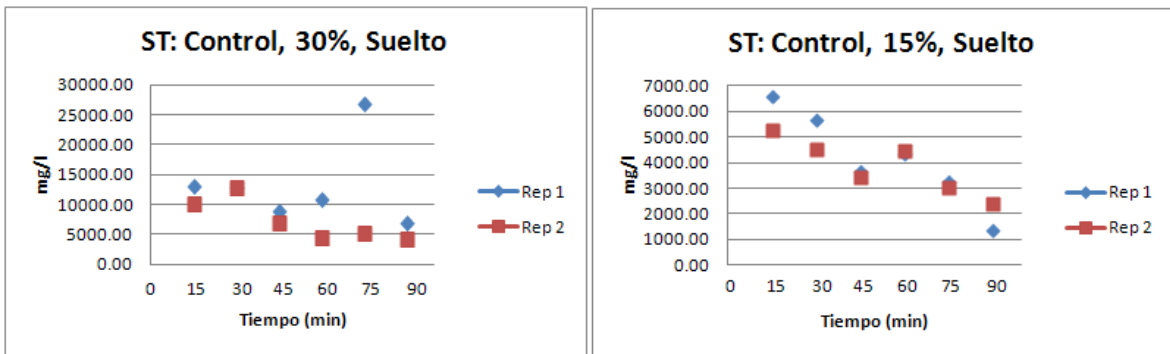 ST: Control, 30%, Suelto
30000.00
25000.00
20000.00
15000.00
10000.00
5000.00
0.00
mg/l
0 15 30 45 60 75 90
Tiempo (min)
Rep 1
Rep 2
ST: Control, 15%, Suelto
7000.00
6000.00
5000.00
4000.00
3000.00
2000.00
1000.00
0.00
mg/l
0 15 30 45 60 75 90
Tiempo (min)
Rep 1
Rep 2